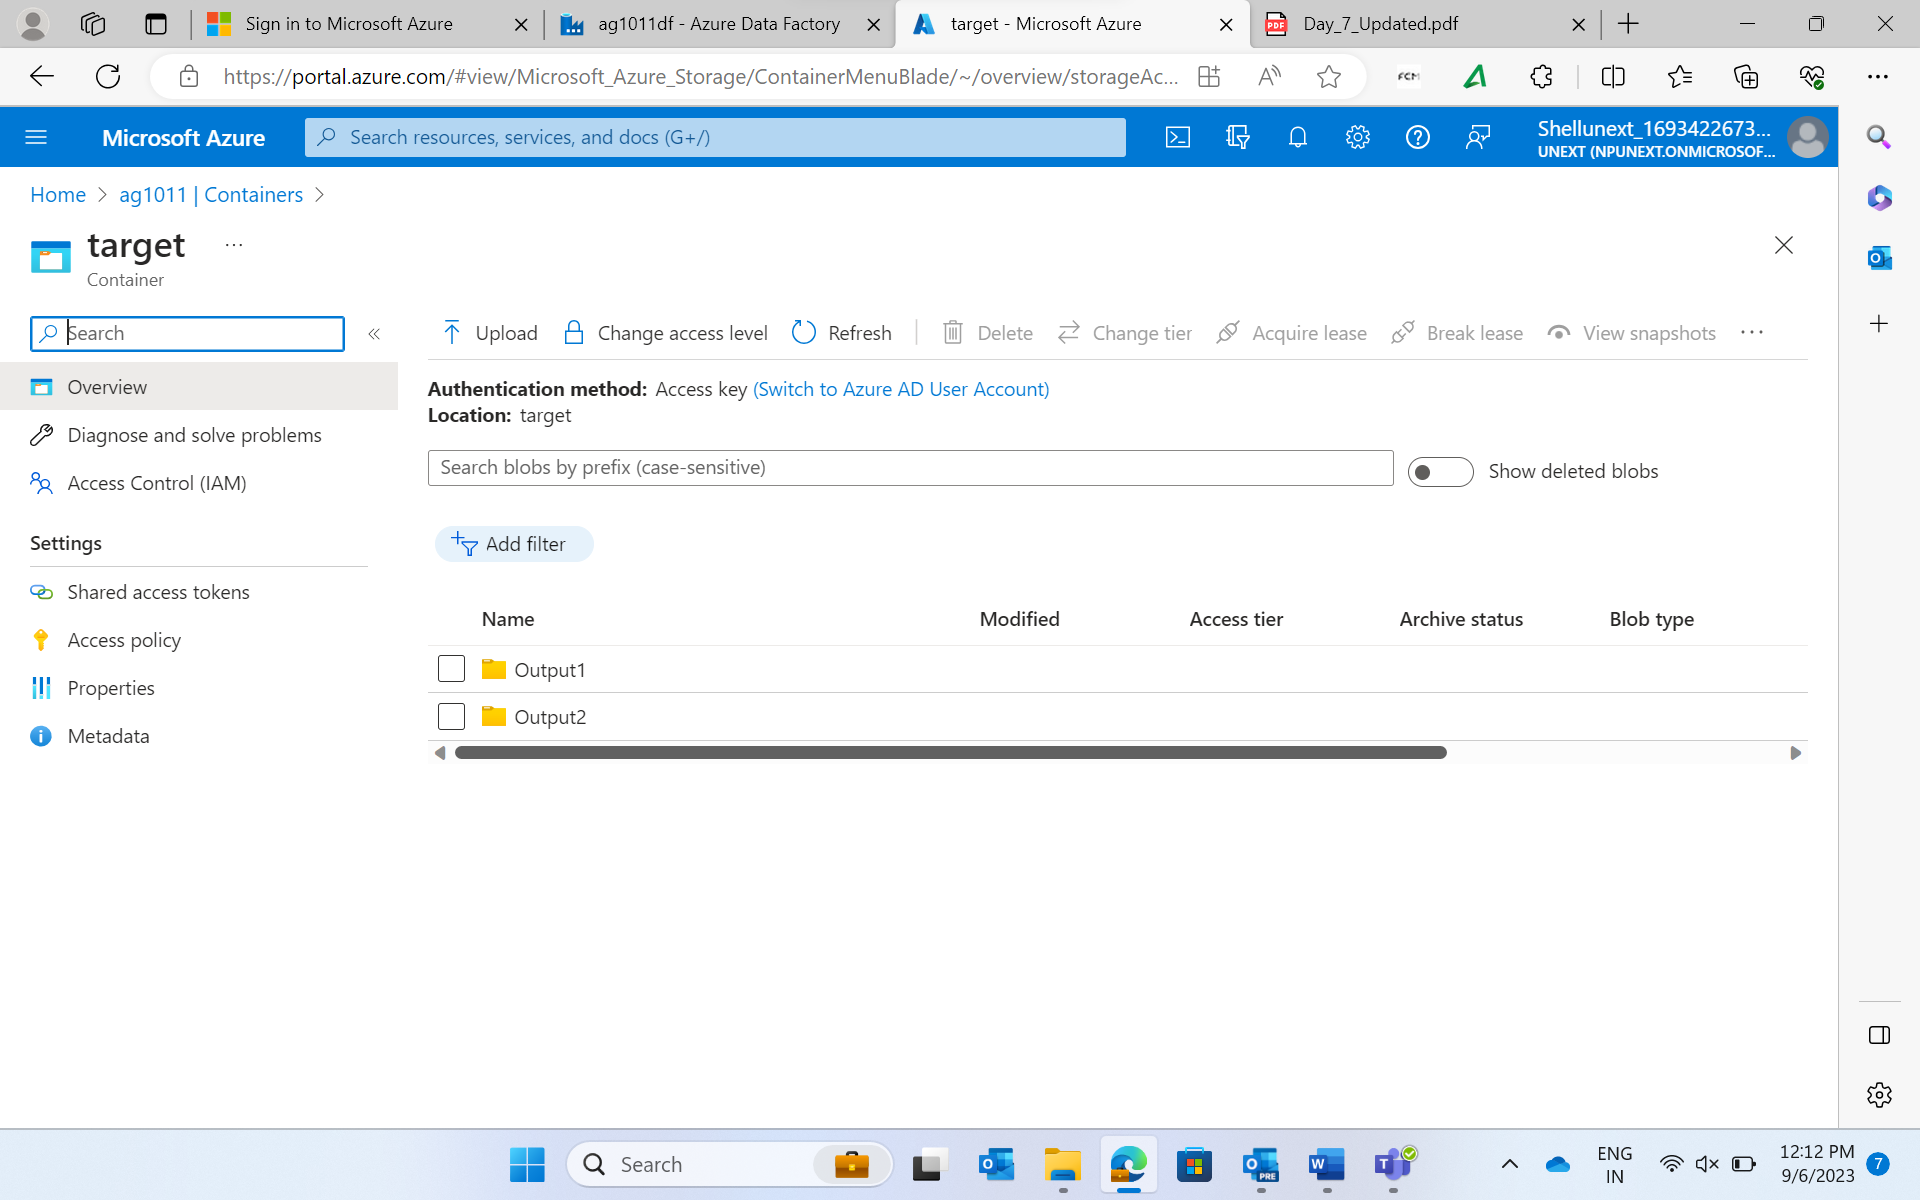 Sign in to Microsoft Azure
ag1011df - Azure Data Factory
target - Microsoft Azure
PDF
Day_7_Updated.pdf
https://portal.azure.com/#view/Microsoft_Azure_Storage/ContainerMenuBlade/~/overview/storageAc...
FCM
Microsoft Azure
Search resources, services, and docs (G+/)
Shellunext_1693422673...
UNEXT (NPUNEXT.ONMICROSOF...
Home > ag1011 | Containers >
target ...
Container
Search
«
Upload
Change access level
Refresh
Delete
Change tier
Acquire lease
Break lease
View snapshots
...
Overview
Diagnose and solve problems
Access Control (IAM)
Settings
Shared access tokens
Access policy
Properties
Metadata
Authentication method: Access key (Switch to Azure AD User Account)
Location: target
Search blobs by prefix (case-sensitive)
Show deleted blobs
Add filter
Name Modified Access tier Archive status Blob type
Output1
Output2
Search
PRE
ENG
IN
12:12 PM
9/6/2023
7